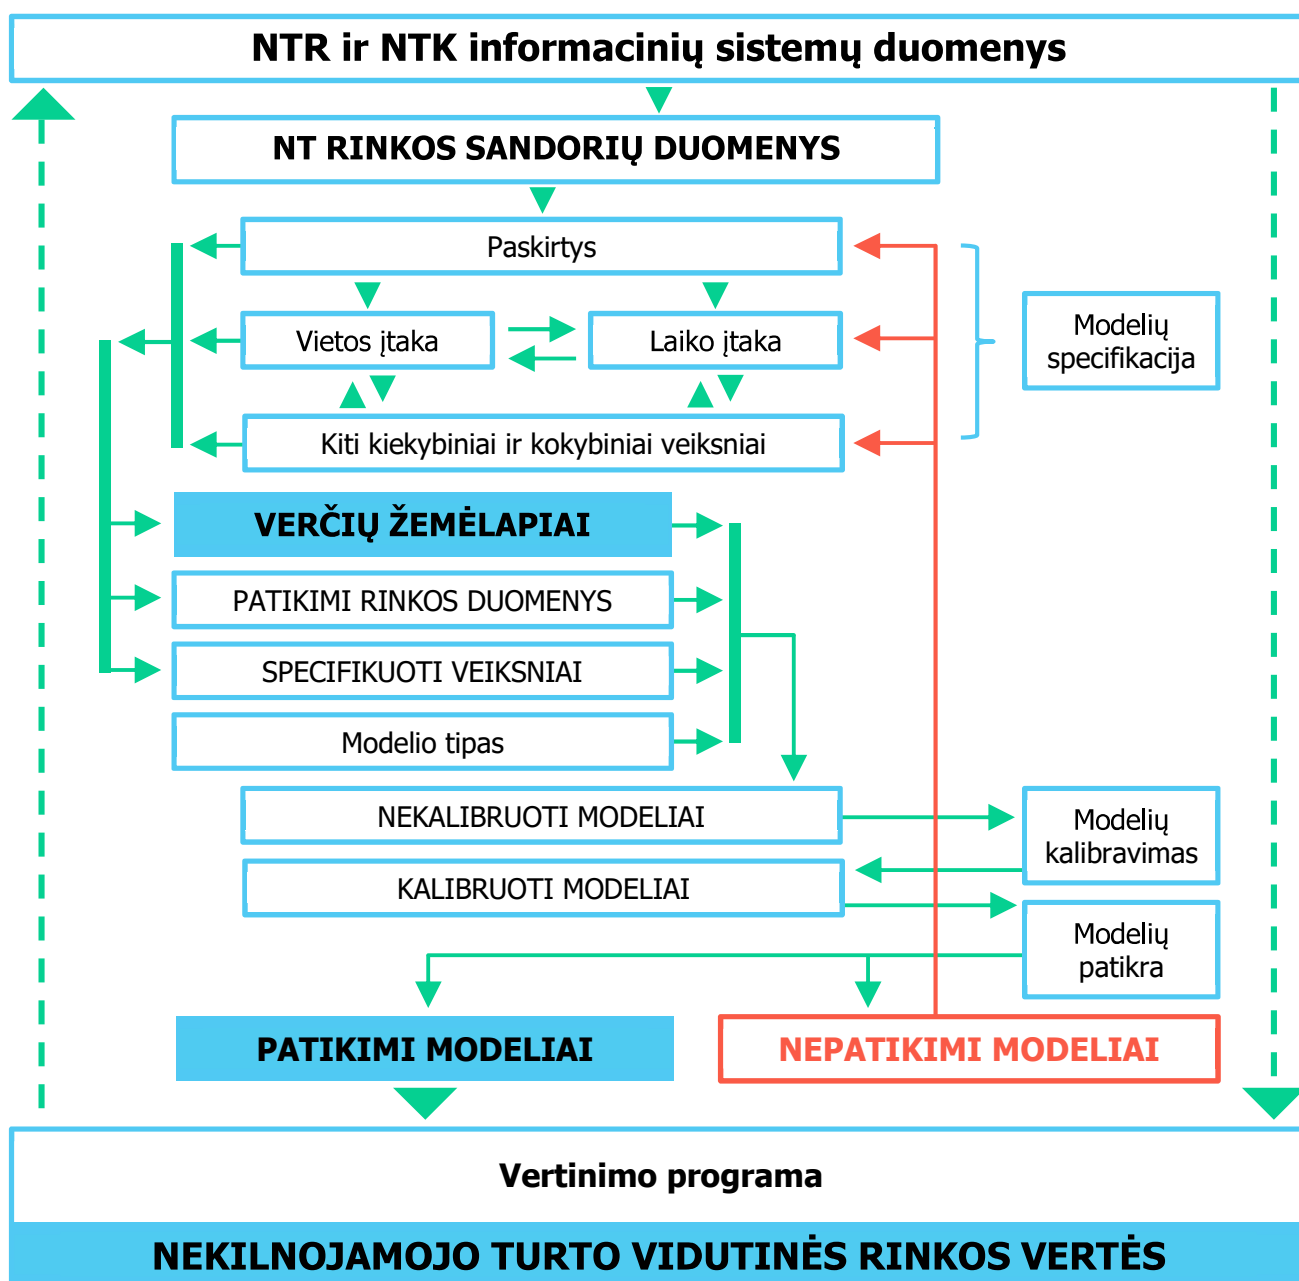 NTR ir NTK informacinių sistemų duomenys
NT RINKOS SANDORIŲ DUOMENYS
Paskirtys
Vietos įtaka
Laiko įtaka
Modelių
specifikacija
Kiti kiekybiniai ir kokybiniai veiksniai
VERČIŲ ŽEMĖLAPIAI
PATIKIMI RINKOS DUOMENYS
SPECIFIKUOTI VEIKSNIAI
Modelio tipas
NEKALIBRUOTI MODELIAI
Modelių
kalibravimas
KALIBRUOTI MODELIAI
Modelių
patikra
PATIKIMI MODELIAI
NEPATIKIMI MODELIAI
Vertinimo programa
NEKILNOJAMOJO TURTO VIDUTINĖS RINKOS VERTĖS